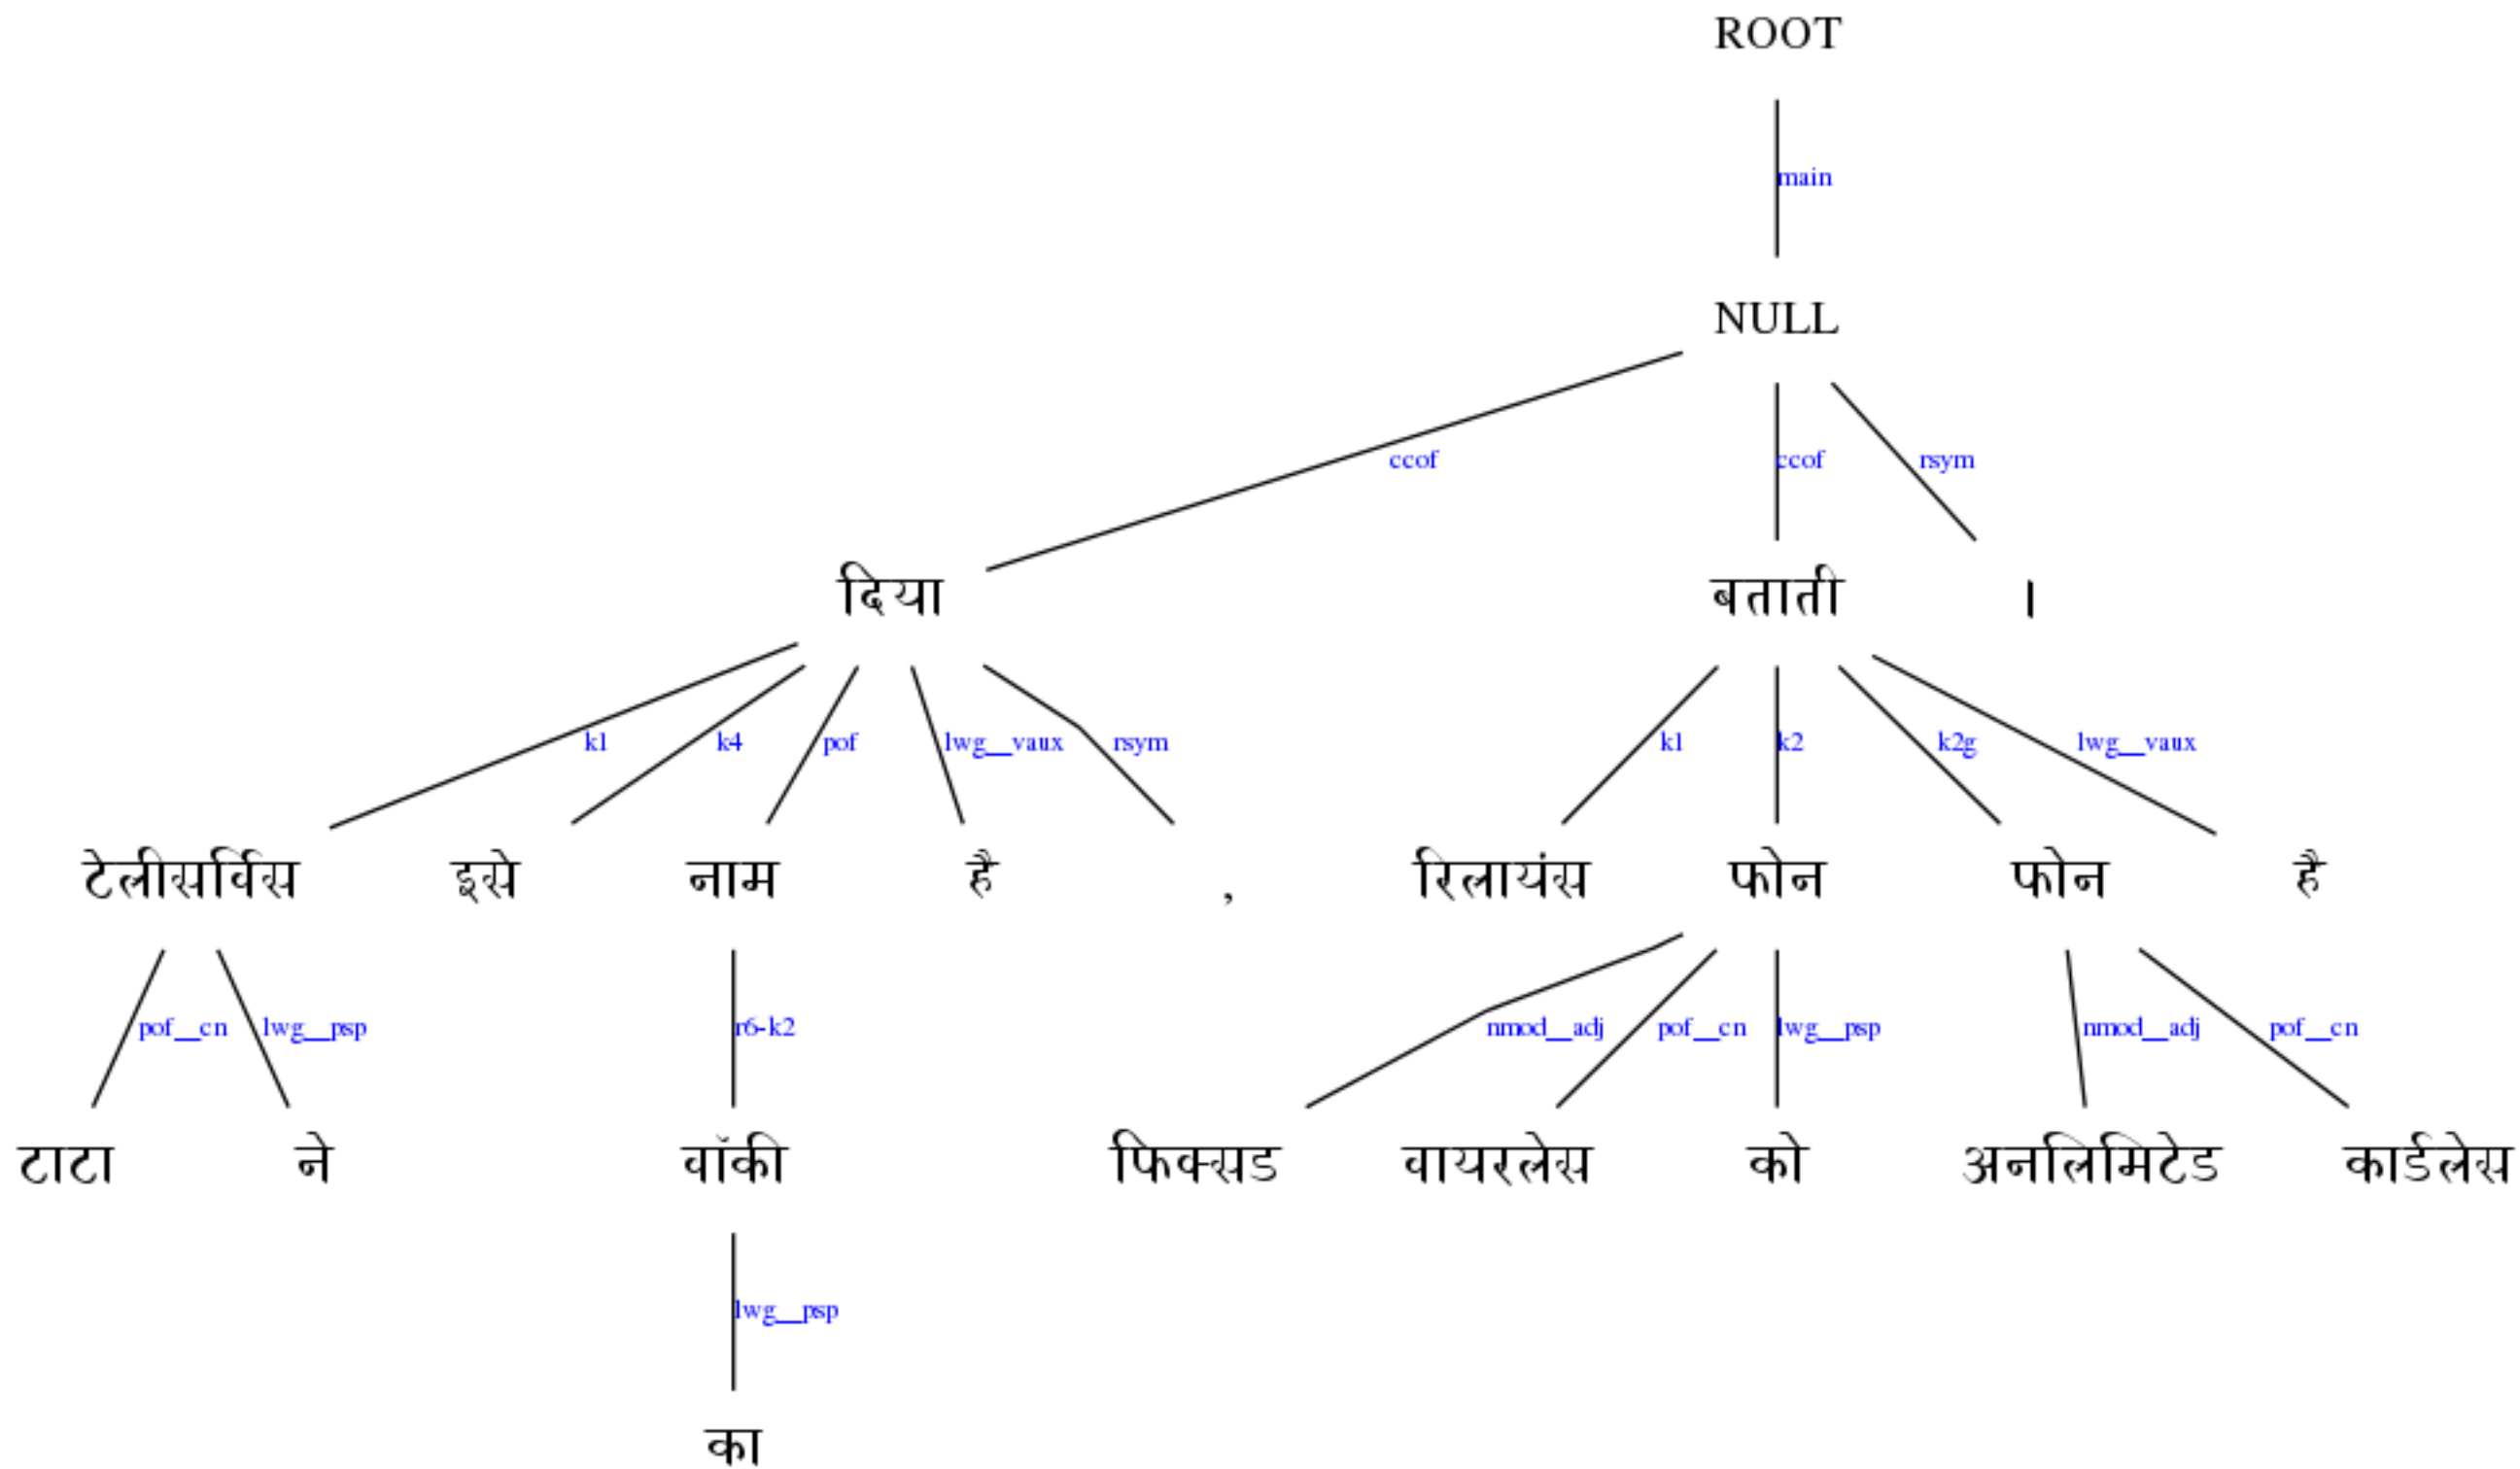 ROOT
main
NULL
ccof ccof rsym
दिया बताती ।
k1 k4 pof lwg__vaux rsym k1 k2 k2g lwg__vaux
टेलीसर्विस इसे नाम है , रिलायंस फोन फोन है
pof__cn lwg__psp r6-k2 nmod__adj pof__cn lwg__psp nmod__adj pof__cn
टाटा ने वॉकी फिक्सड वायरलेस को अनलिमिटेड कार्डलेस
lwg__psp
का